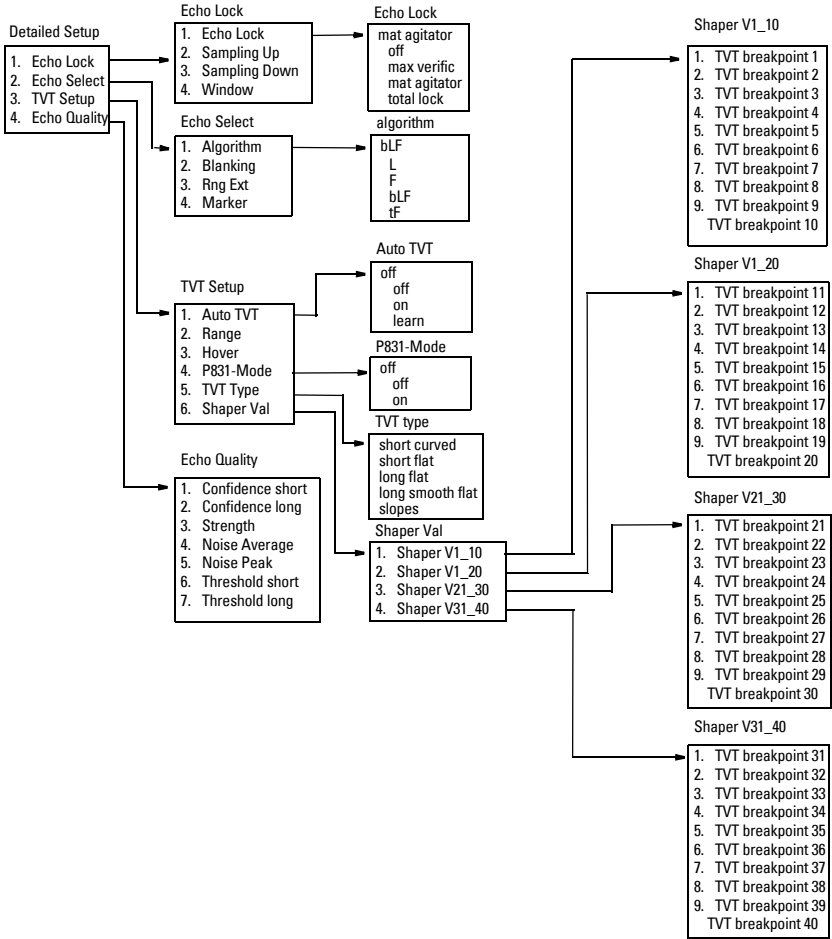 Detailed Setup
1. Echo Lock
2. Echo Select
3. TVT Setup
4. Echo Quality
Echo Lock
1. Echo Lock
2. Sampling Up
3. Sampling Down
4. Window
Echo Lock
mat agitator
off
max verific
mat agitator
total lock
Echo Select
1. Algorithm
2. Blanking
3. Rng Ext
4. Marker
algorithm
bLF
L
F
bLF
tF
TVT Setup
1. Auto TVT
2. Range
3. Hover
4. P831-Mode
5. TVT Type
6. Shaper Val
Auto TVT
off
off
on
learn
P831-Mode
off
off
on
TVT type
short curved
short flat
long flat
long smooth flat
slopes
Echo Quality
1. Confidence short
2. Confidence long
3. Strength
4. Noise Average
5. Noise Peak
6. Threshold short
7. Threshold long
Shaper Val
1. Shaper V1_10
2. Shaper V1_20
3. Shaper V21_30
4. Shaper V31_40
Shaper V1_10
1. TVT breakpoint 1
2. TVT breakpoint 2
3. TVT breakpoint 3
4. TVT breakpoint 4
5. TVT breakpoint 5
6. TVT breakpoint 6
7. TVT breakpoint 7
8. TVT breakpoint 8
9. TVT breakpoint 9
TVT breakpoint 10
Shaper V1_20
1. TVT breakpoint 11
2. TVT breakpoint 12
3. TVT breakpoint 13
4. TVT breakpoint 14
5. TVT breakpoint 15
6. TVT breakpoint 16
7. TVT breakpoint 17
8. TVT breakpoint 18
9. TVT breakpoint 19
TVT breakpoint 20
Shaper V21_30
1. TVT breakpoint 21
2. TVT breakpoint 22
3. TVT breakpoint 23
4. TVT breakpoint 24
5. TVT breakpoint 25
6. TVT breakpoint 26
7. TVT breakpoint 27
8. TVT breakpoint 28
9. TVT breakpoint 29
TVT breakpoint 30
Shaper V31_40
1. TVT breakpoint 31
2. TVT breakpoint 32
3. TVT breakpoint 33
4. TVT breakpoint 34
5. TVT breakpoint 35
6. TVT breakpoint 36
7. TVT breakpoint 37
8. TVT breakpoint 38
9. TVT breakpoint 39
TVT breakpoint 40